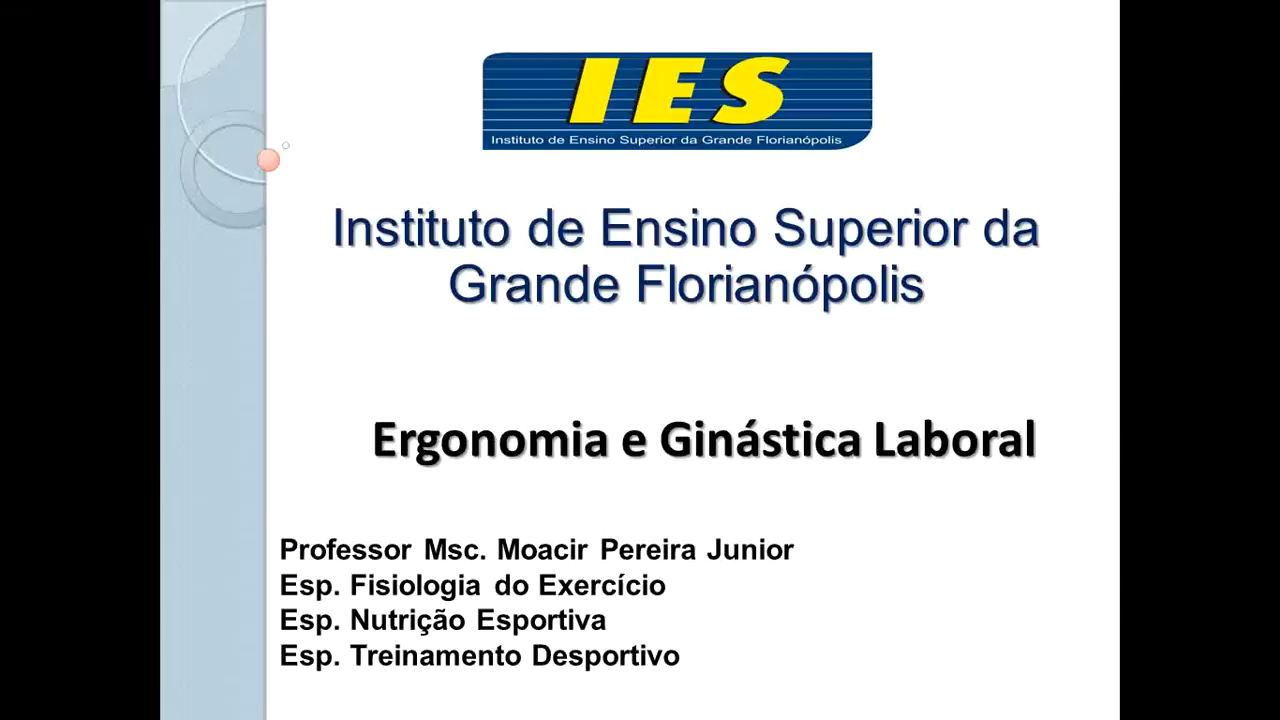 IES
Instituto de Ensino Superior da Grande Florianópolis
Instituto de Ensino Superior da
Grande Florianópolis
Ergonomia e Ginástica Laboral
Professor Msc. Moacir Pereira Junior
Esp. Fisiologia do Exercício
Esp. Nutrição Esportiva
Esp. Treinamento Desportivo